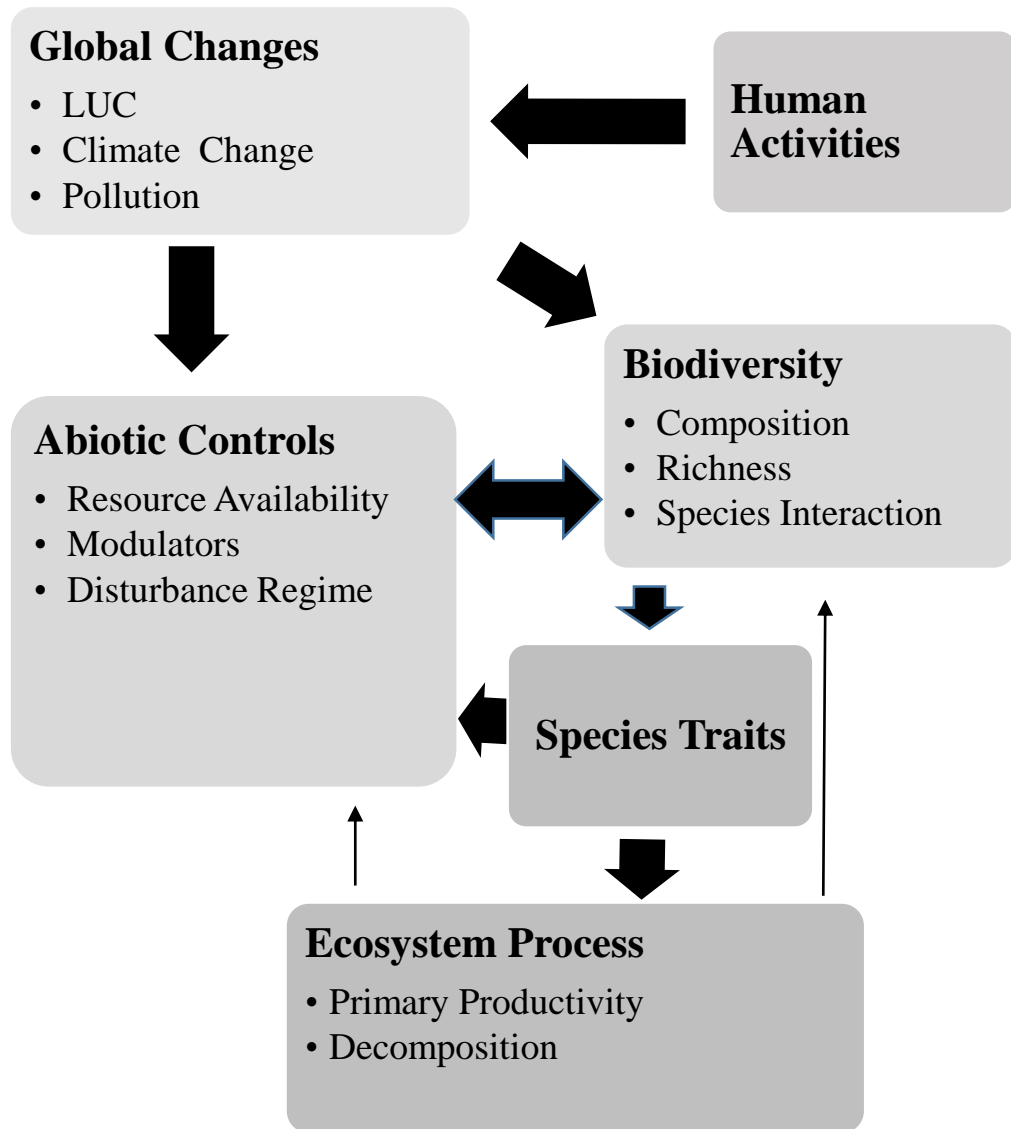 Global Changes
• LUC
• Climate Change
• Pollution
Human
Activities
Biodiversity
• Composition
• Richness
• Species Interaction
Abiotic Controls
• Resource Availability
• Modulators
• Disturbance Regime
Species Traits
Ecosystem Process
• Primary Productivity
• Decomposition